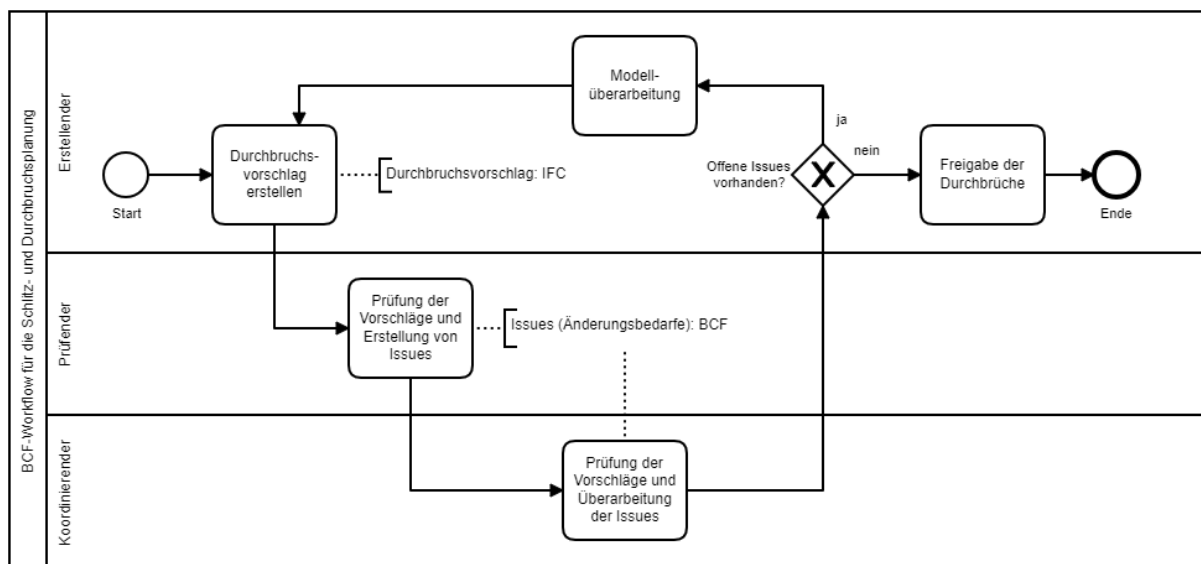 BCF-Workflow für die Schlitz- und Durchbruchsplanung
Erstellender
Start
Durchbruchs-
vorschlag
erstellen
Durchbruchsvorschlag: IFC
Modell-
überarbeitung
Offene Issues
vorhanden?
ja
nein
Freigabe der
Durchbrüche
Ende
Prüfender
Prüfung der
Vorschläge und
Erstellung von
Issues
Issues (Änderungsbedarfe): BCF
Koordinierender
Prüfung der
Vorschläge und
Überarbeitung
der Issues